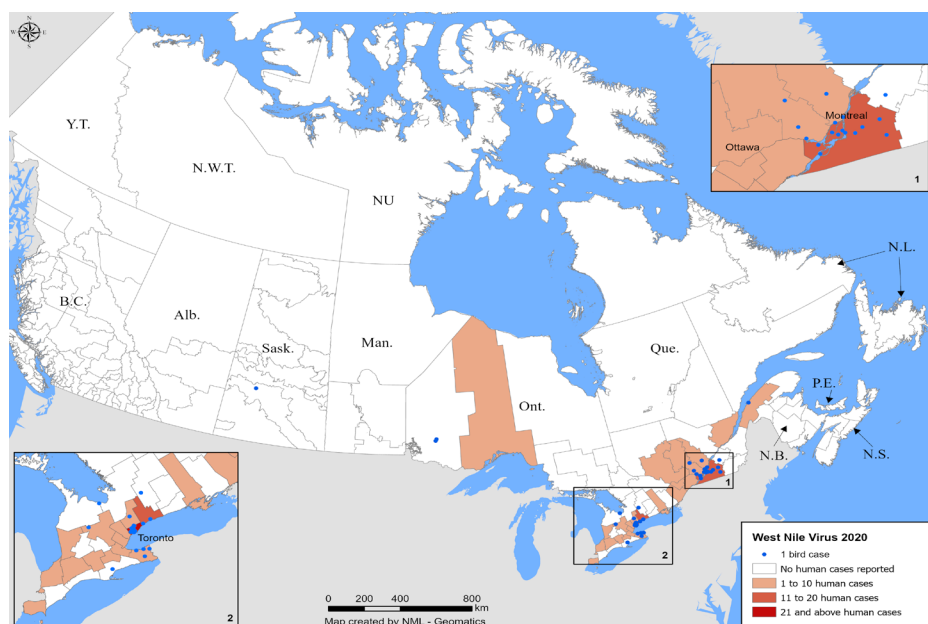 N
W E
S
Y.T.
N.W.T.
NU
B.C.
Alb.
Sask.
Man.
Ont.
Que.
N.L.
P.E.
N.B.
N.S.
Montreal
Ottawa
1
Toronto
2
1
2
0 200 400 800
km
Map created by NML - Geomatics
West Nile Virus 2020
1 bird case
No human cases reported
1 to 10 human cases
11 to 20 human cases
21 and above human cases